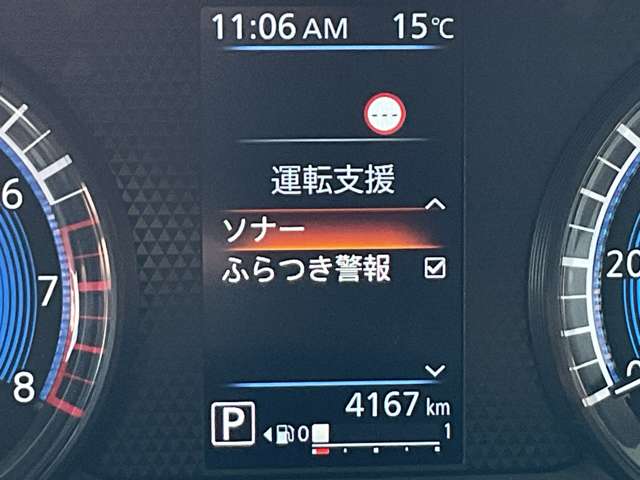 11:06 AM 15℃
---
運転支援
ソナー
ふらつき警報
4167 km
P 0 1
6
7
8
20